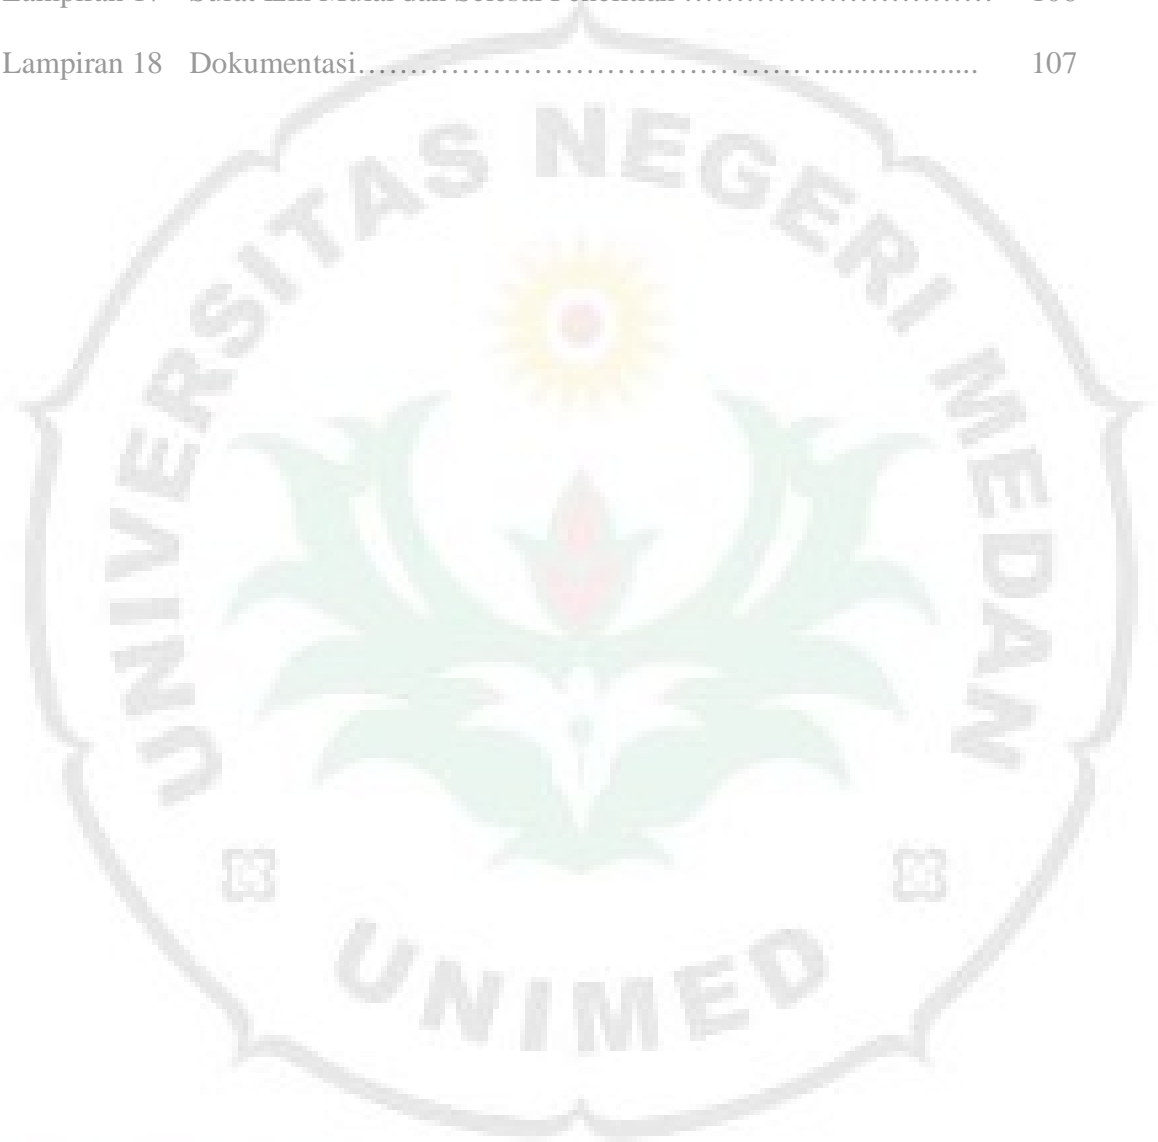 Lampiran 18 Dokumentasi.......................................................... 107
UNIVERSITAS NEGERI MEDAN
UNIMED